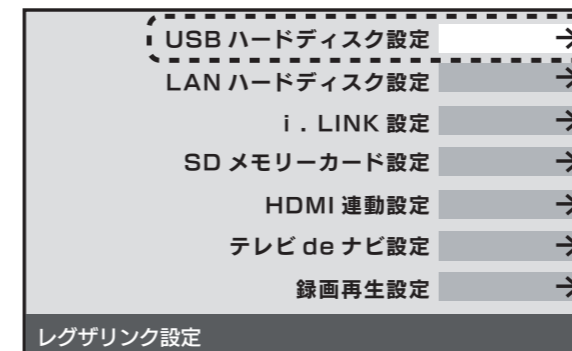 USB ハードディスク設定 →
LAN ハードディスク設定 →
i . LINK 設定 →
SD メモリーカード設定 →
HDMI 連動設定 →
テレビ de ナビ設定 →
録画再生設定 →
レグザリンク設定